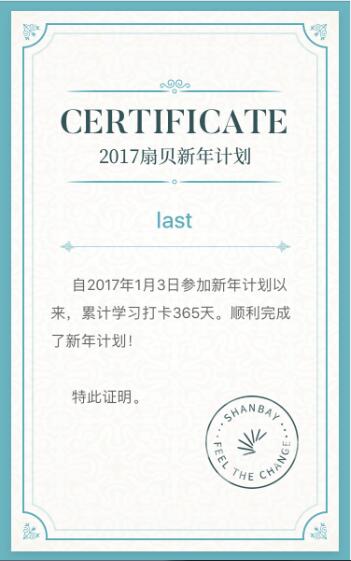 CERTIFICATE
2017扇贝新年计划
last
自2017年1月3日参加新年计划以
来，累计学习打卡365天。顺利完成
了新年计划！
特此证明。
SHANBAY
FEEL THE CHANGE